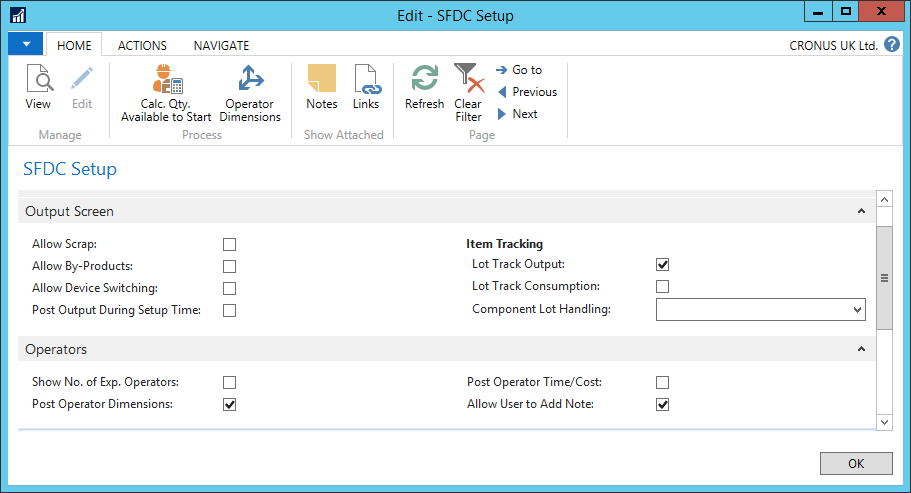 Edit - SFDC Setup
HOME ACTIONS NAVIGATE CRONUS UK Ltd. ?
View Edit
Manage
Calc. Qty.
Available to Start
Operator
Dimensions
Process
Notes Links
Show Attached
Refresh
Clear
Filter
Go to
Previous
Next
Page
SFDC Setup
Output Screen
Allow Scrap:
Allow By-Products:
Allow Device Switching:
Post Output During Setup Time:
Item Tracking
Lot Track Output:
Lot Track Consumption:
Component Lot Handling:
Operators
Show No. of Exp. Operators:
Post Operator Dimensions:
Post Operator Time/Cost:
Allow User to Add Note:
OK